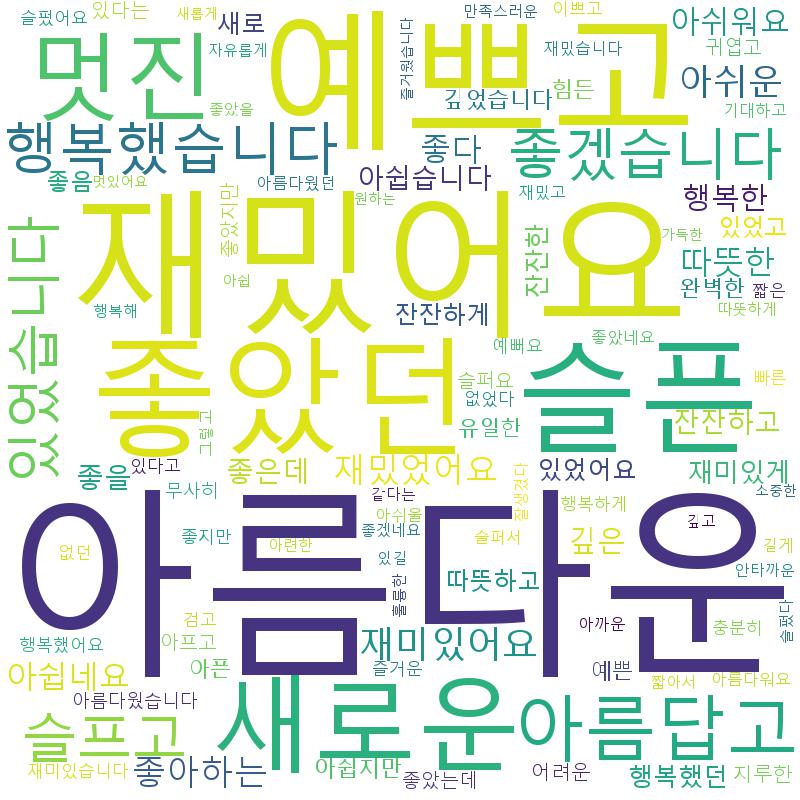 슬펐어요
있다는
새롭게
새로
자유롭게
멋진
예쁘고
즐거웠습니다
만족스러운
이쁘고
아쉬워요
재밌습니다
귀엽고
아쉬운
힘든
깊었습니다
좋았을
기대하고
행복했습니다
좋다
좋겠습니다
좋음
멋있어요
아름다웠던
아쉽습니다
재밌고
행복한
원하는
좋았지만
재밌어요
있었고
가득한
잔잔한
따뜻한
있었습니다
아쉽
완벽한
짧은
행복해
잔잔하게
따뜻하게
좋았던
예뻐요
좋았네요
슬픈
슬퍼요
빠른
없었다
잔잔하고
그렇고
유일한
있다고
좋은데
재밌었어요
있었어요
재미있게
좋을
무사히
같다는
잘생겼다
소중한
행복하게
아쉬울
깊고
아름다운
좋지만
아련한
좋겠네요
슬퍼서
깊은
길게
없던
있길
안타까운
따뜻하고
훌륭한
검고
아까운
충분히
슬펐다
행복했어요
아프고
재미있어요
아쉽네요
아픈
즐거운
예쁜
짧아서
아름다워요
아름다웠습니다
새로운
아름답고
슬프고
재미있습니다
좋아하는
아쉽지만
좋았는데
어려운
행복했던
지루한